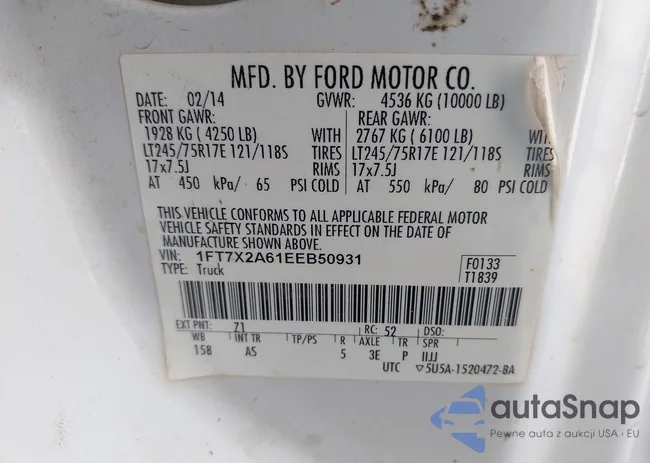 MFD. BY FORD MOTOR CO.
DATE: 02/14 GVWR: 4536 KG (10000 LB)
FRONT GAWR: REAR GAWR:
1928 KG ( 4250 LB) WITH 2767 KG ( 6100 LB) WITH
LT245/75R17E 121/118S TIRES LT245/75R17E 121/118S TIRES
17x7.5J RIMS 17x7.5J RIMS
AT 450 kPa/ 65 PSI COLD AT 550 kPa/ 80 PSI COLD
THIS VEHICLE CONFORMS TO ALL APPLICABLE FEDERAL MOTOR
VEHICLE SAFETY STANDARDS IN EFFECT ON THE DATE OF
MANUFACTURE SHOWN ABOVE.
VIN: 1FT7X2A61EEB50931
TYPE: Truck
F0133
T1839
EXT PNT: Z1 RC: 52 DSO:
WB INT TR TP/PS R AXLE TR SPR
158 AS 5 3E P IIJJ
UTC ▽5U5A-1520472-BA
autaSnap
Pewne auta z aukcji USA i EU